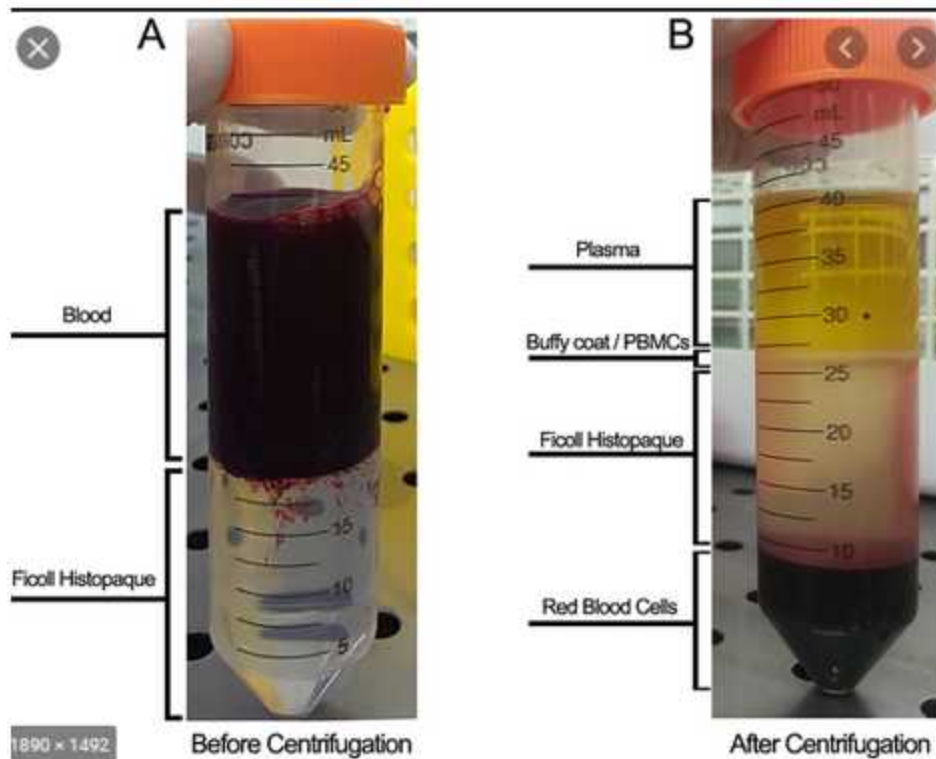 A
B
mL
45
Blood
15
10
5
Ficoll Histopaque
Before Centrifugation
mL
45
40
Plasma
35
30
Buffy coat / PBMCs
25
Ficoll Histopaque
20
15
10
Red Blood Cells
After Centrifugation
1890 × 1492